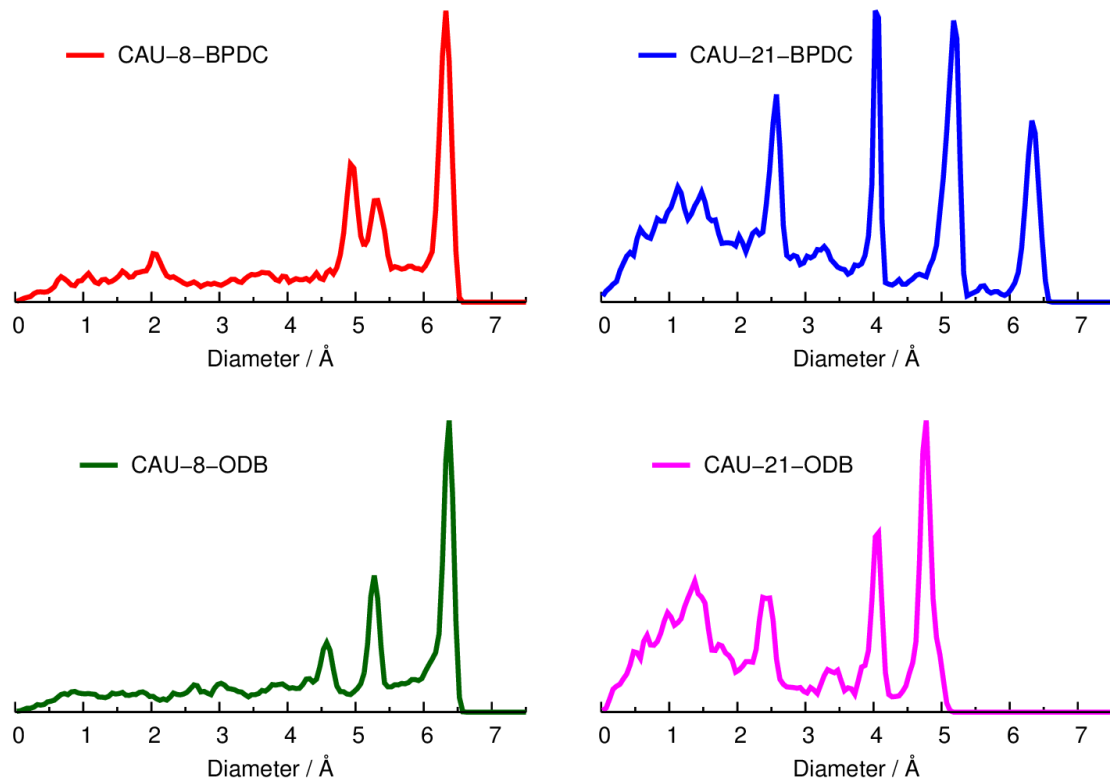 CAU−8−BPDC
0 1 2 3 4 5 6 7
Diameter / Å
CAU−21−BPDC
0 1 2 3 4 5 6 7
Diameter / Å
CAU−8−ODB
0 1 2 3 4 5 6 7
Diameter / Å
CAU−21−ODB
0 1 2 3 4 5 6 7
Diameter / Å